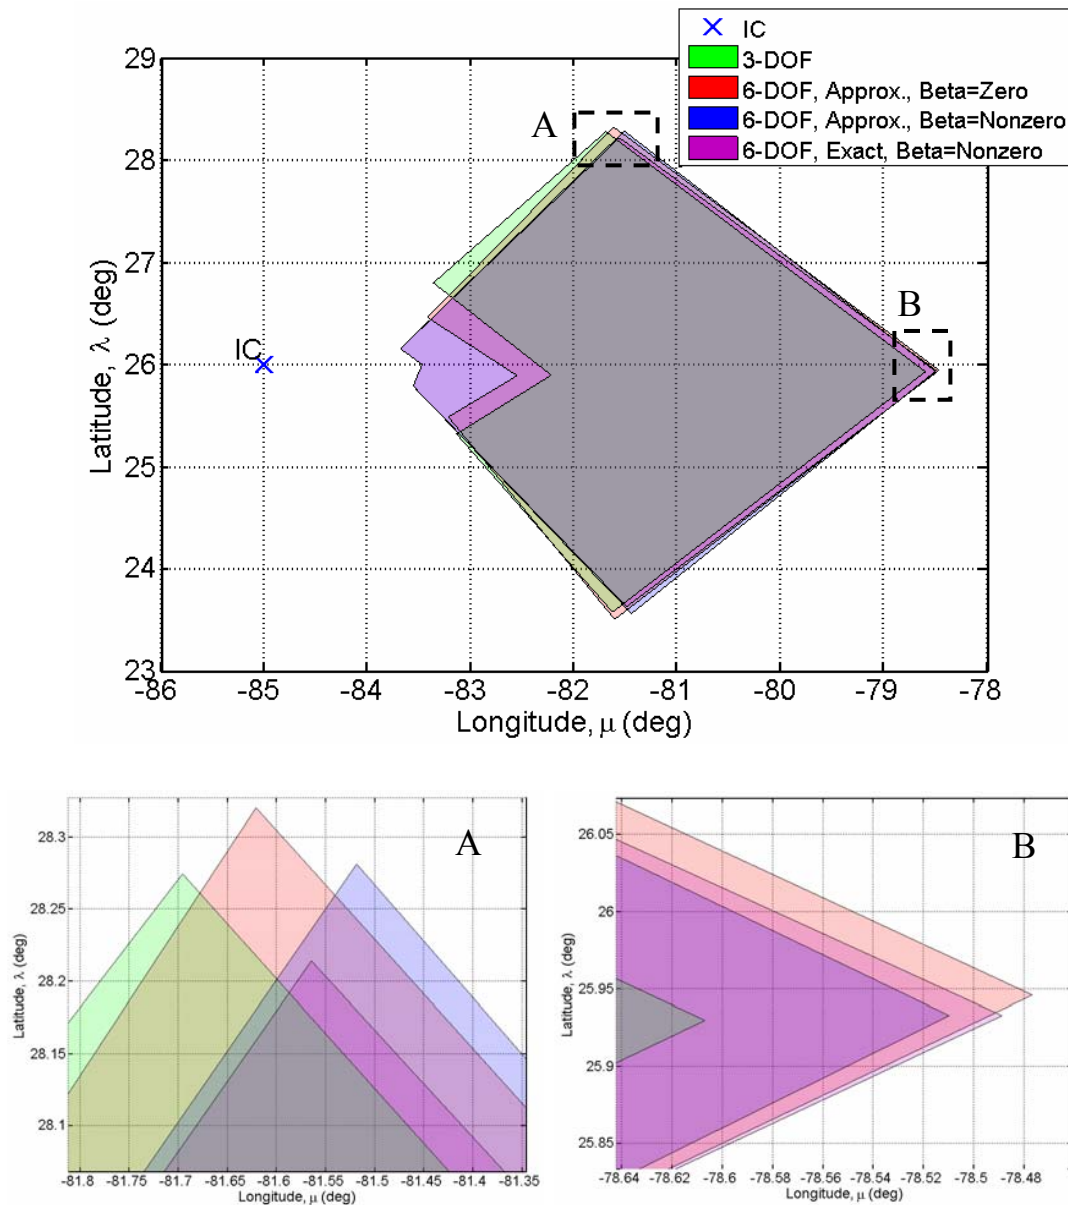 IC
3-DOF
6-DOF, Approx., Beta=Zero
6-DOF, Approx., Beta=Nonzero
6-DOF, Exact, Beta=Nonzero
29
28
27
26
25
24
23
Latitude, λ (deg)
A
B
IC
-86 -85 -84 -83 -82 -81 -80 -79 -78
Longitude, μ (deg)
A
28.3
28.25
28.2
28.15
28.1
Latitude, λ (deg)
-81.8 -81.75 -81.7 -81.65 -81.6 -81.55 -81.5 -81.45 -81.4 -81.35
Longitude, μ (deg)
B
26.05
26
25.95
25.9
25.85
Latitude, λ (deg)
-78.64 -78.62 -78.6 -78.58 -78.56 -78.54 -78.52 -78.5 -78.48 -78.46
Longitude, μ (deg)